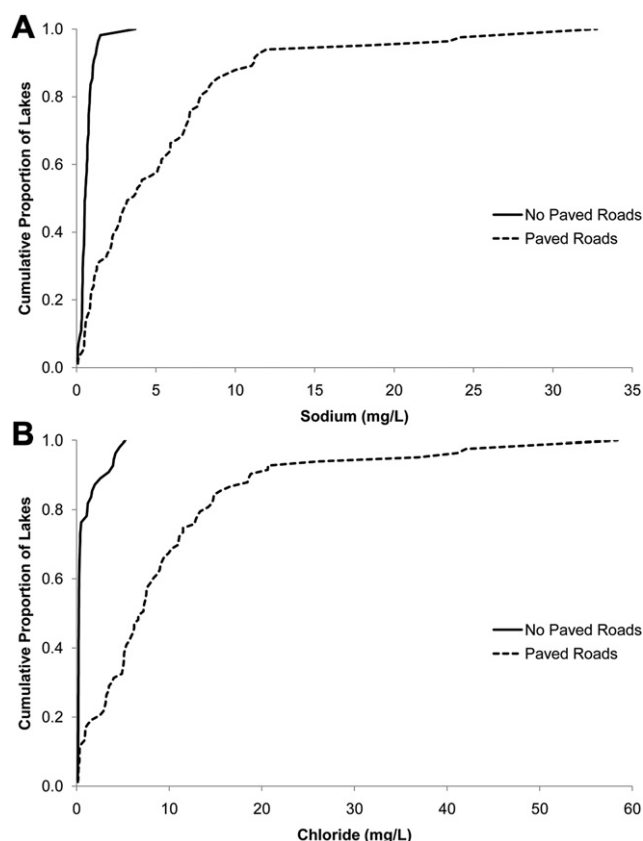 A
Cumulative Proportion of Lakes
1.0
0.8
0.6
0.4
0.2
0.0
No Paved Roads
Paved Roads
0 5 10 15 20 25 30 35
Sodium (mg/L)
B
Cumulative Proportion of Lakes
1.0
0.8
0.6
0.4
0.2
0.0
No Paved Roads
Paved Roads
0 10 20 30 40 50 60
Chloride (mg/L)